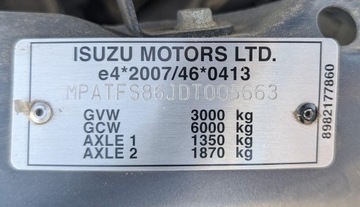 ISUZU MOTORS LTD.
e4*2007/46*0413
MPATFS86JDT005663
GVW 3000 kg
GCW 6000 kg
AXLE 1 1350 kg
AXLE 2 1870 kg
8982177860